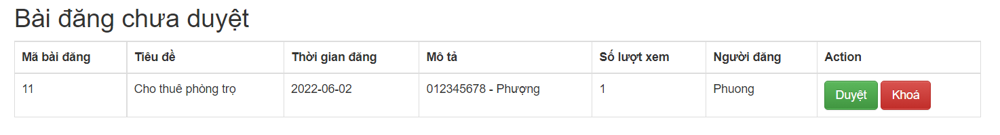 Bài đăng chưa duyệt
Mã bài đăng Tiêu đề Thời gian đăng Mô tả Số lượt xem Người đăng Action
11 Cho thuê phòng trọ 2022-06-02 012345678 - Phượng 1 Phuong Duyệt Khoá